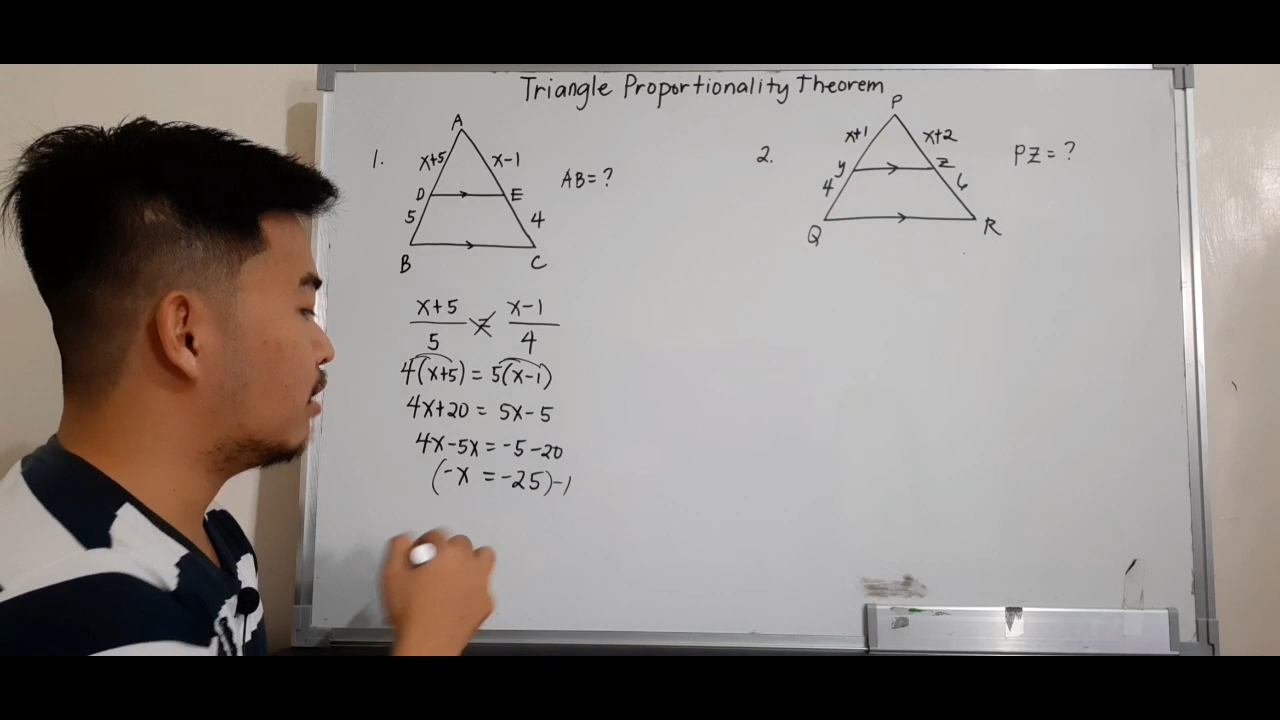 Triangle Proportionality Theorem
1.
A
x+5
x-1
D
E
5
4
B
C
AB = ?
x+5 = x-1
5 4
4(x+5) = 5(x-1)
4x+20 = 5x-5
4x-5x = -5-20
(-x = -25)-1
2.
P
x+1
x+2
y
z
4
6
Q
R
PZ = ?